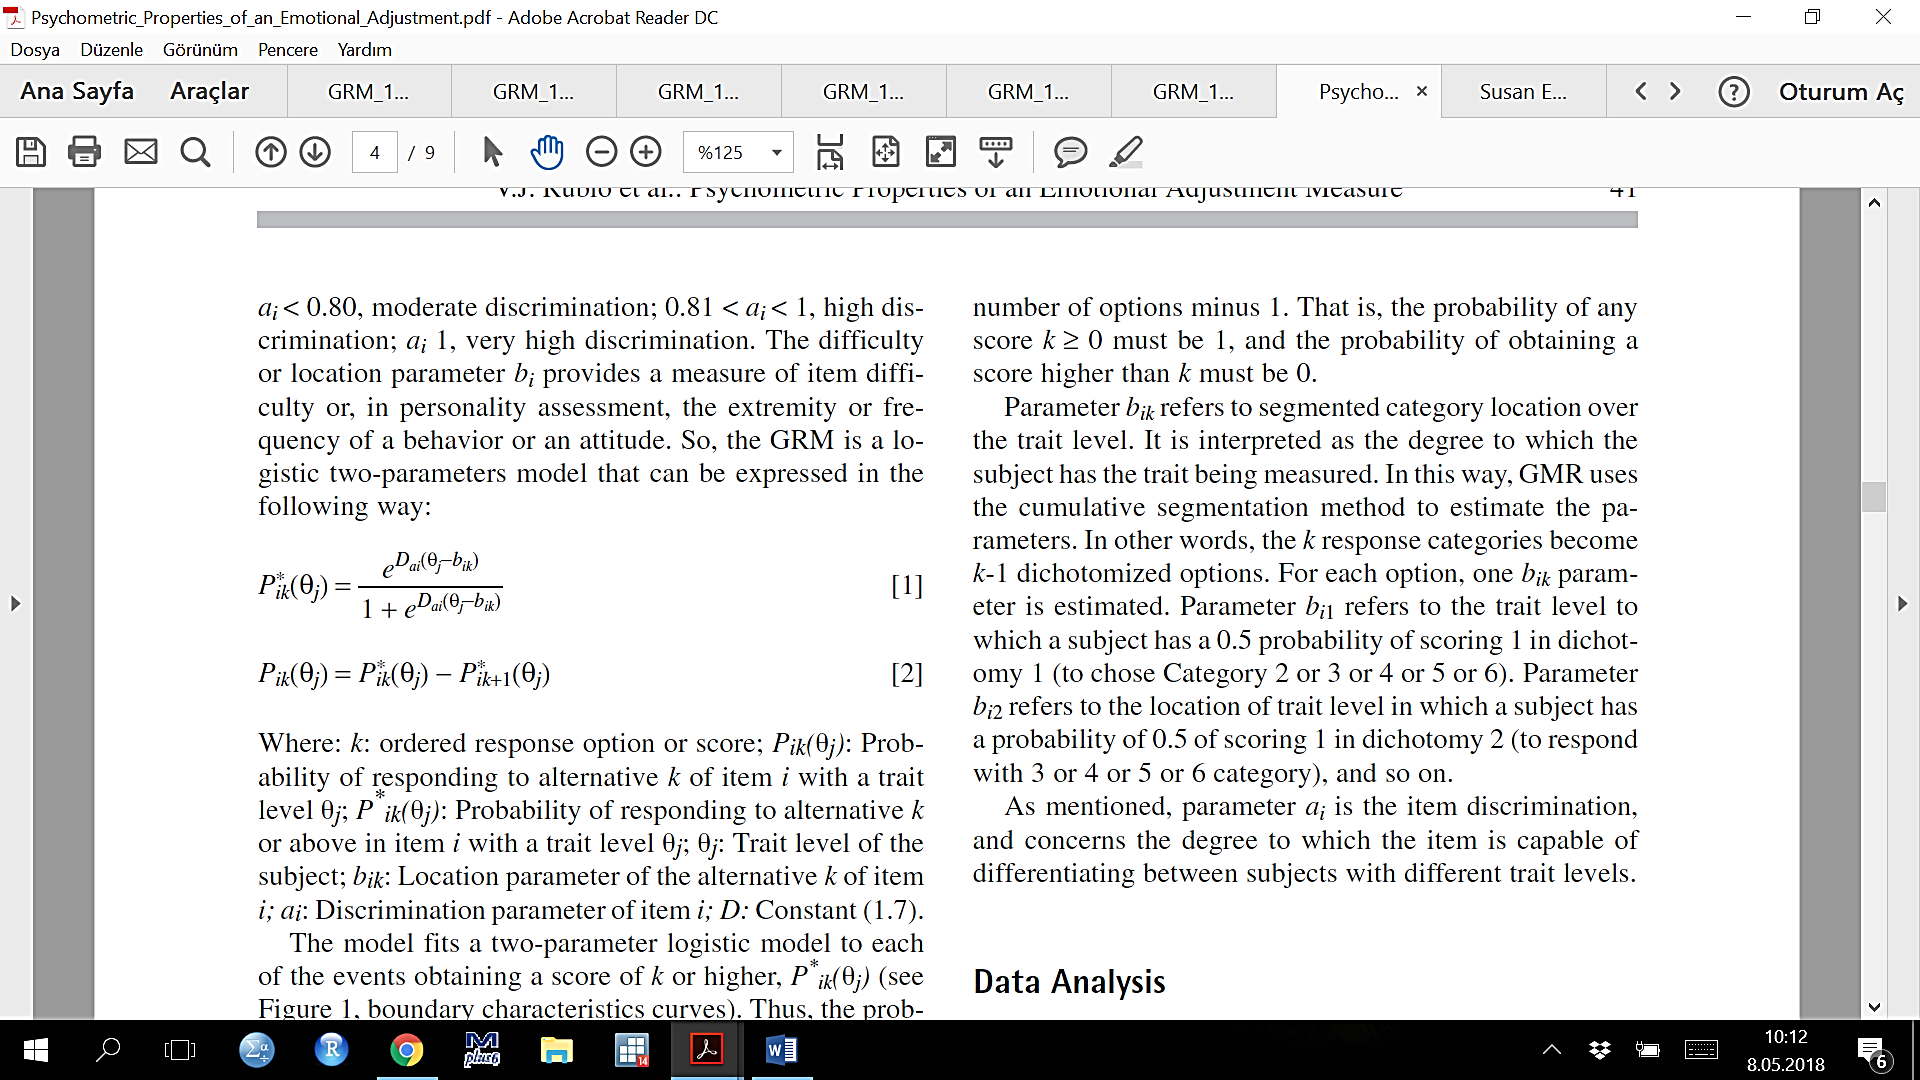 Psychometric_Properties_of_an_Emotional_Adjustment.pdf - Adobe Acrobat Reader DC
Dosya Düzenle Görünüm Pencere Yardım
Ana Sayfa Araçlar GRM_1... GRM_1... GRM_1... GRM_1... GRM_1... GRM_1... Psycho... × Susan E... ? Oturum Aç
4 / 9 %125
V.J. Rubio et al.: Psychometric Properties of an Emotional Adjustment Measure 41
aᵢ < 0.80, moderate discrimination; 0.81 < aᵢ < 1, high dis-
crimination; aᵢ 1, very high discrimination. The difficulty
or location parameter bᵢ provides a measure of item diffi-
culty or, in personality assessment, the extremity or fre-
quency of a behavior or an attitude. So, the GRM is a lo-
gistic two-parameters model that can be expressed in the
following way:
P*ik(θj) = e^Dai(θj–bik) / 1 + e^Dai(θj–bik) [1]
Pik(θj) = P*ik(θj) – P*ik+1(θj) [2]
Where: k: ordered response option or score; Pik(θj): Prob-
ability of responding to alternative k of item i with a trait
level θj; P*ik(θj): Probability of responding to alternative k
or above in item i with a trait level θj; θj: Trait level of the
subject; bik: Location parameter of the alternative k of item
i; ai: Discrimination parameter of item i; D: Constant (1.7).
The model fits a two-parameter logistic model to each
of the events obtaining a score of k or higher, P*ik(θj) (see
Figure 1, boundary characteristics curves). Thus, the prob-
number of options minus 1. That is, the probability of any
score k ≥ 0 must be 1, and the probability of obtaining a
score higher than k must be 0.
Parameter bik refers to segmented category location over
the trait level. It is interpreted as the degree to which the
subject has the trait being measured. In this way, GMR uses
the cumulative segmentation method to estimate the pa-
rameters. In other words, the k response categories become
k-1 dichotomized options. For each option, one bik param-
eter is estimated. Parameter bi1 refers to the trait level to
which a subject has a 0.5 probability of scoring 1 in dichot-
omy 1 (to chose Category 2 or 3 or 4 or 5 or 6). Parameter
bi2 refers to the location of trait level in which a subject has
a probability of 0.5 of scoring 1 in dichotomy 2 (to respond
with 3 or 4 or 5 or 6 category), and so on.
As mentioned, parameter ai is the item discrimination,
and concerns the degree to which the item is capable of
differentiating between subjects with different trait levels.
Data Analysis
Σα÷ R M plus6 14 W
10:12
8.05.2018
6